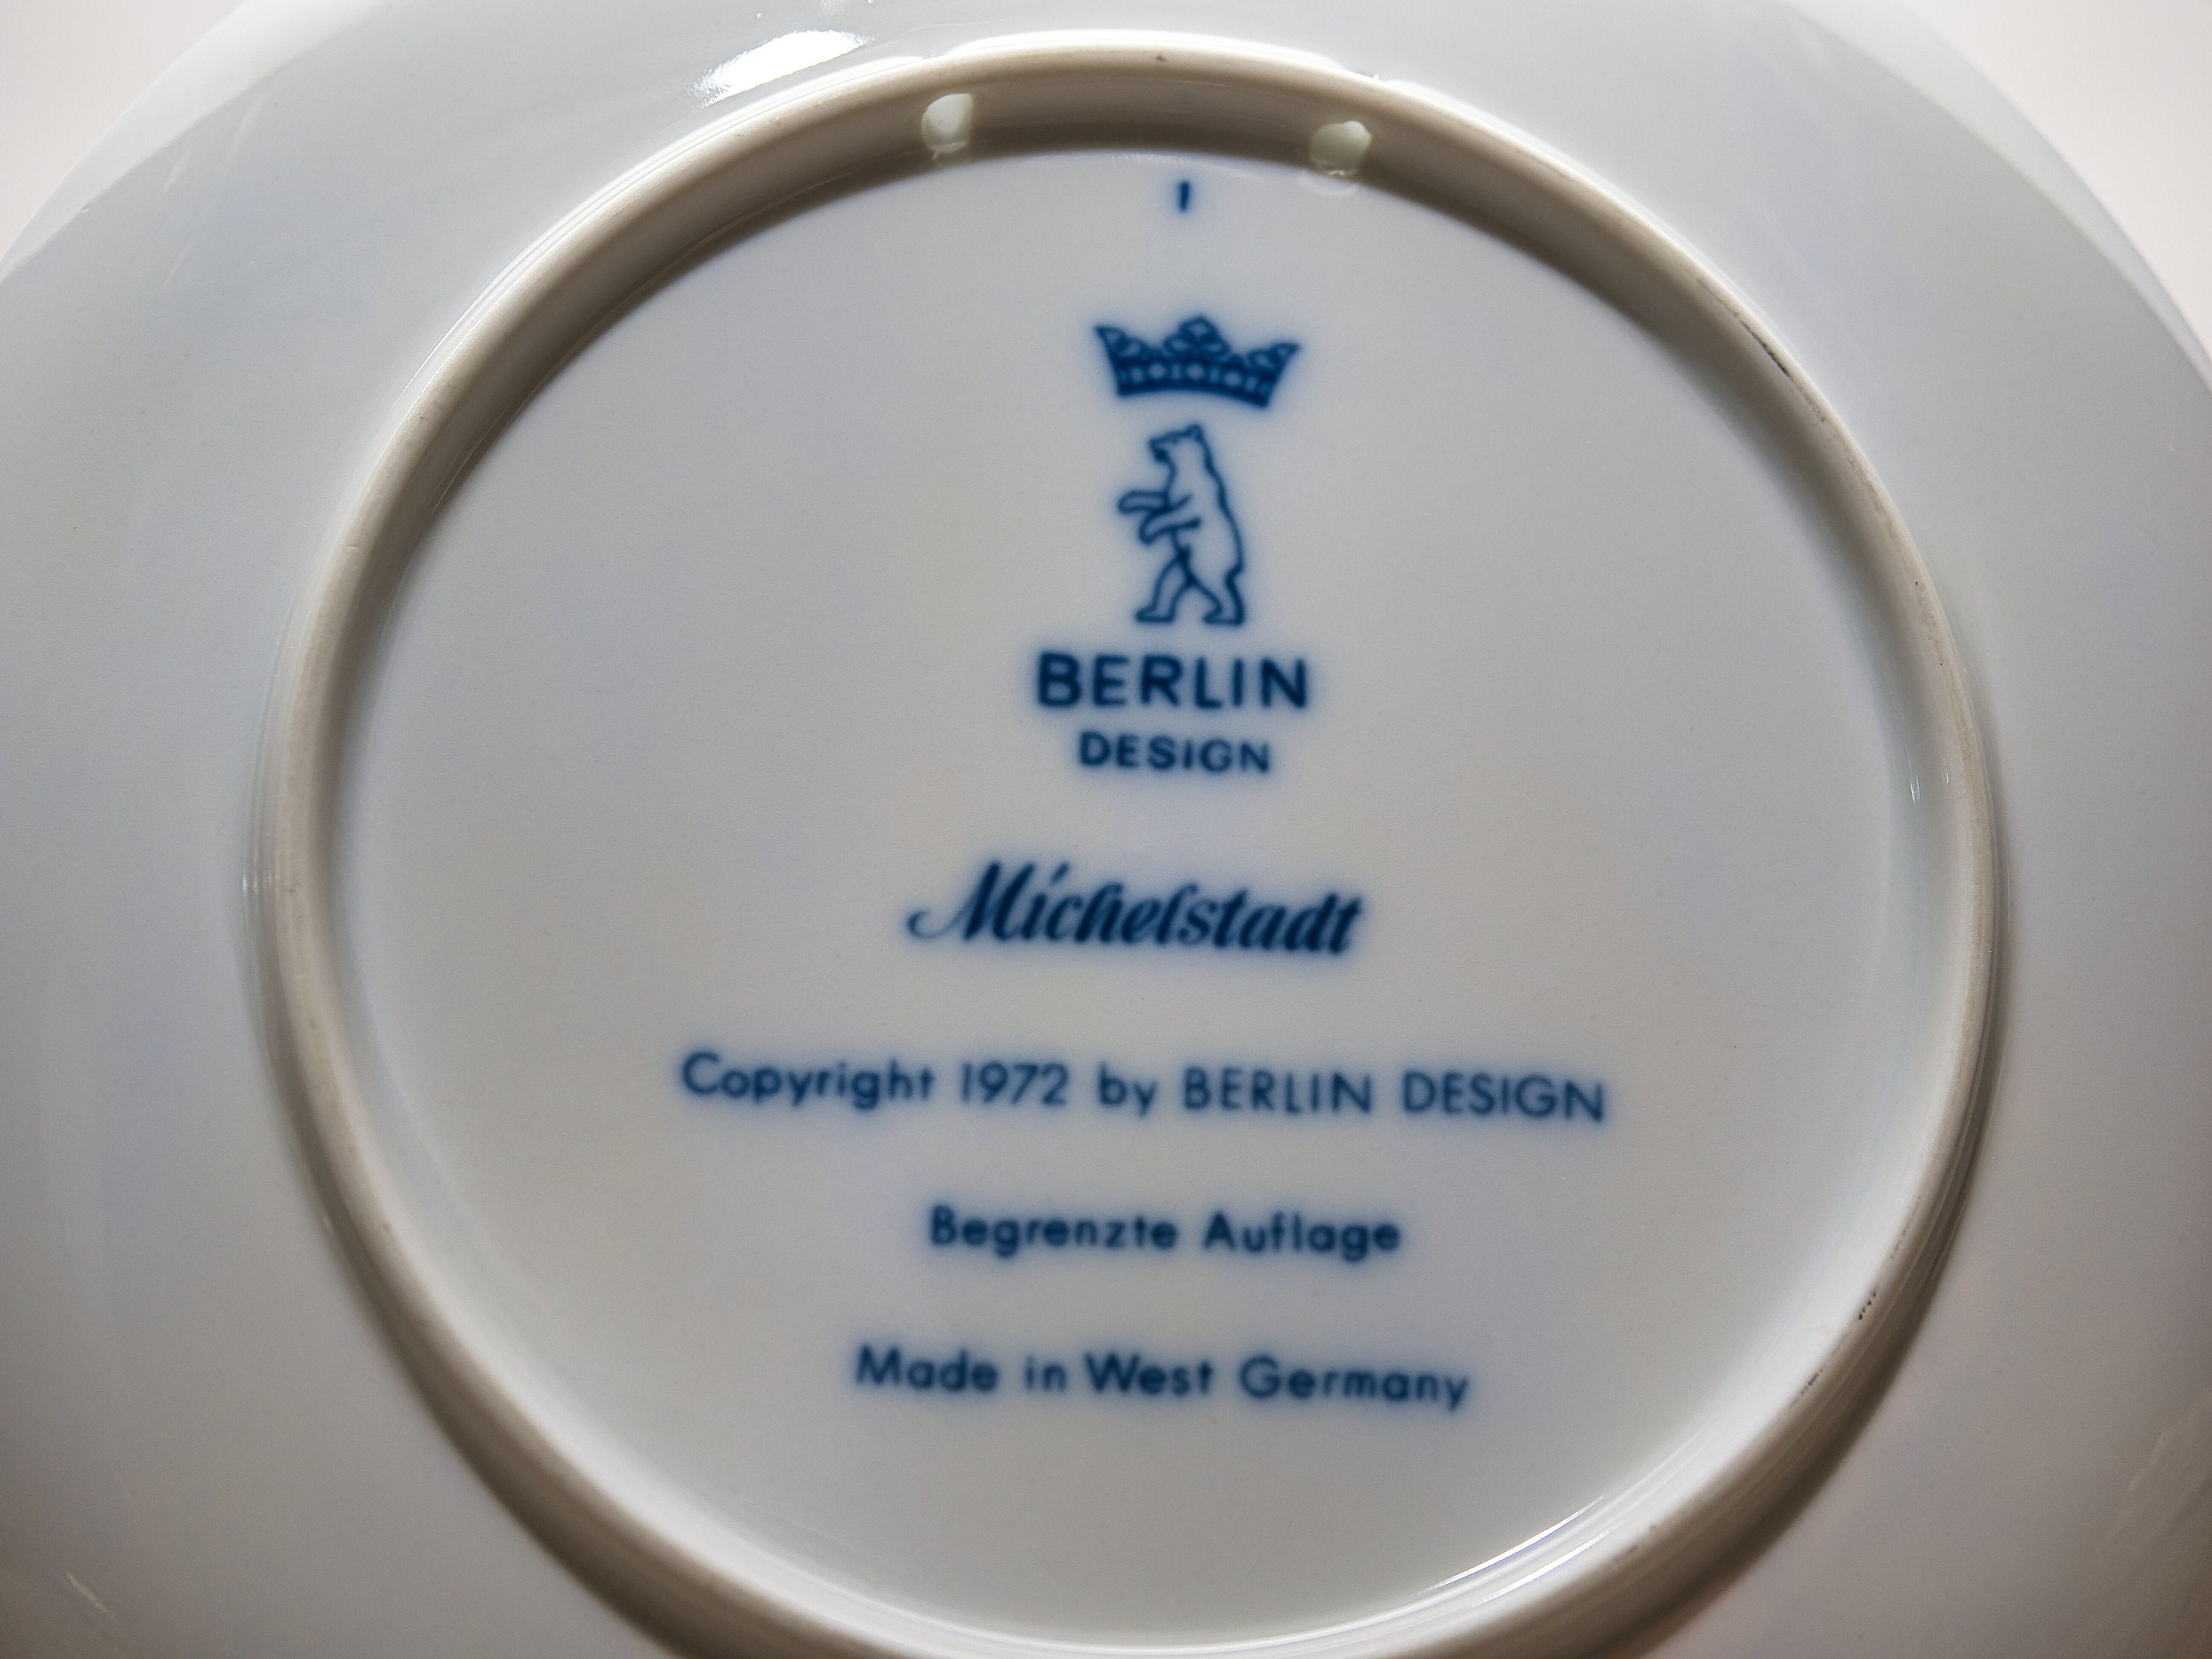 1
BERLIN
DESIGN
Michelstadt
Copyright 1972 by BERLIN DESIGN
Begrenzte Auflage
Made in West Germany